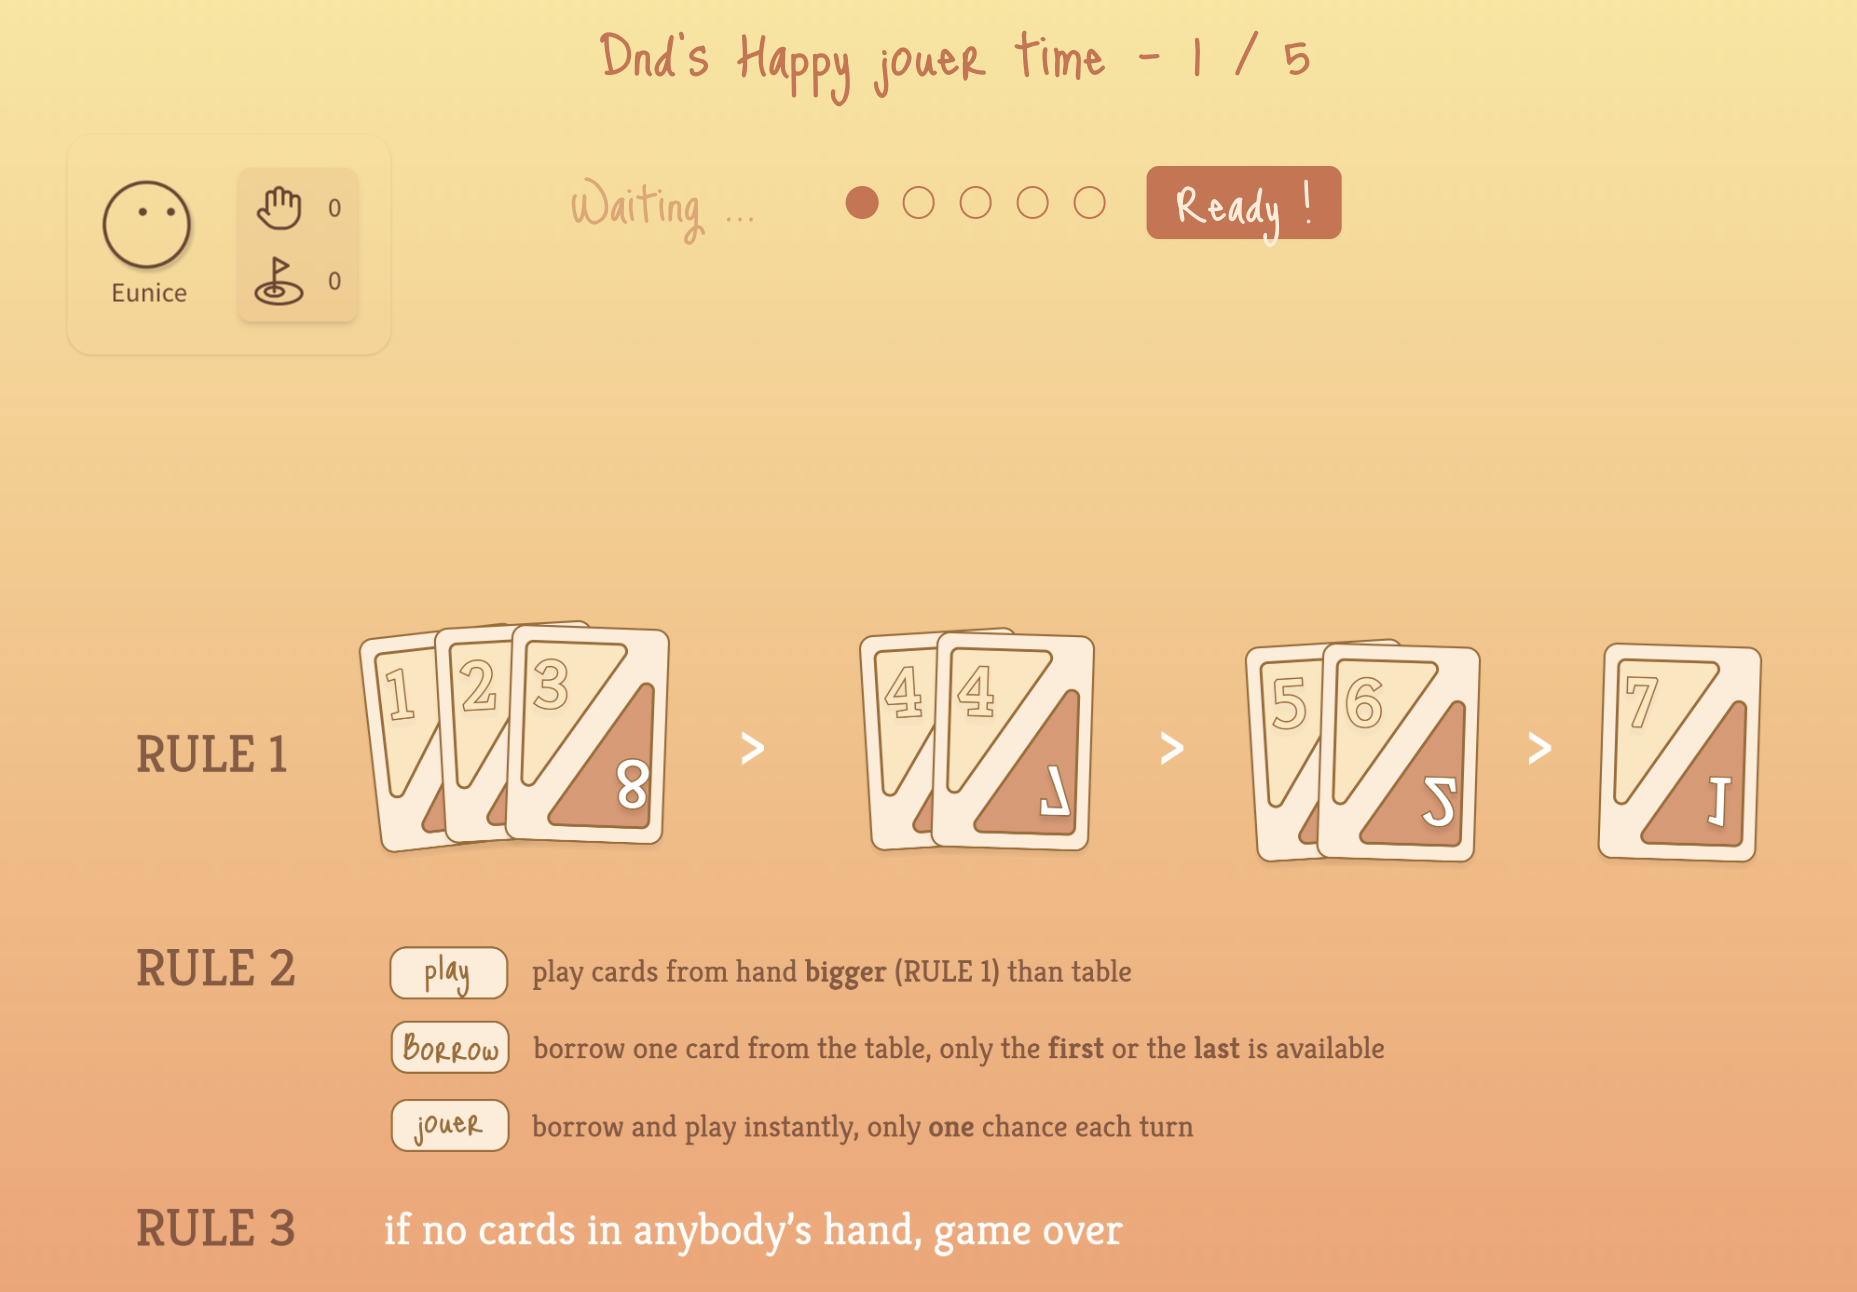 Dnd's Happy jouer time - 1 / 5
Waiting ...
Ready !
0
0
Eunice
RULE 1
1 2 3 8 > 4 4 7 > 5 6 2 > 7 1
RULE 2
play play cards from hand bigger (RULE 1) than table
Borrow borrow one card from the table, only the first or the last is available
jouer borrow and play instantly, only one chance each turn
RULE 3 if no cards in anybody's hand, game over